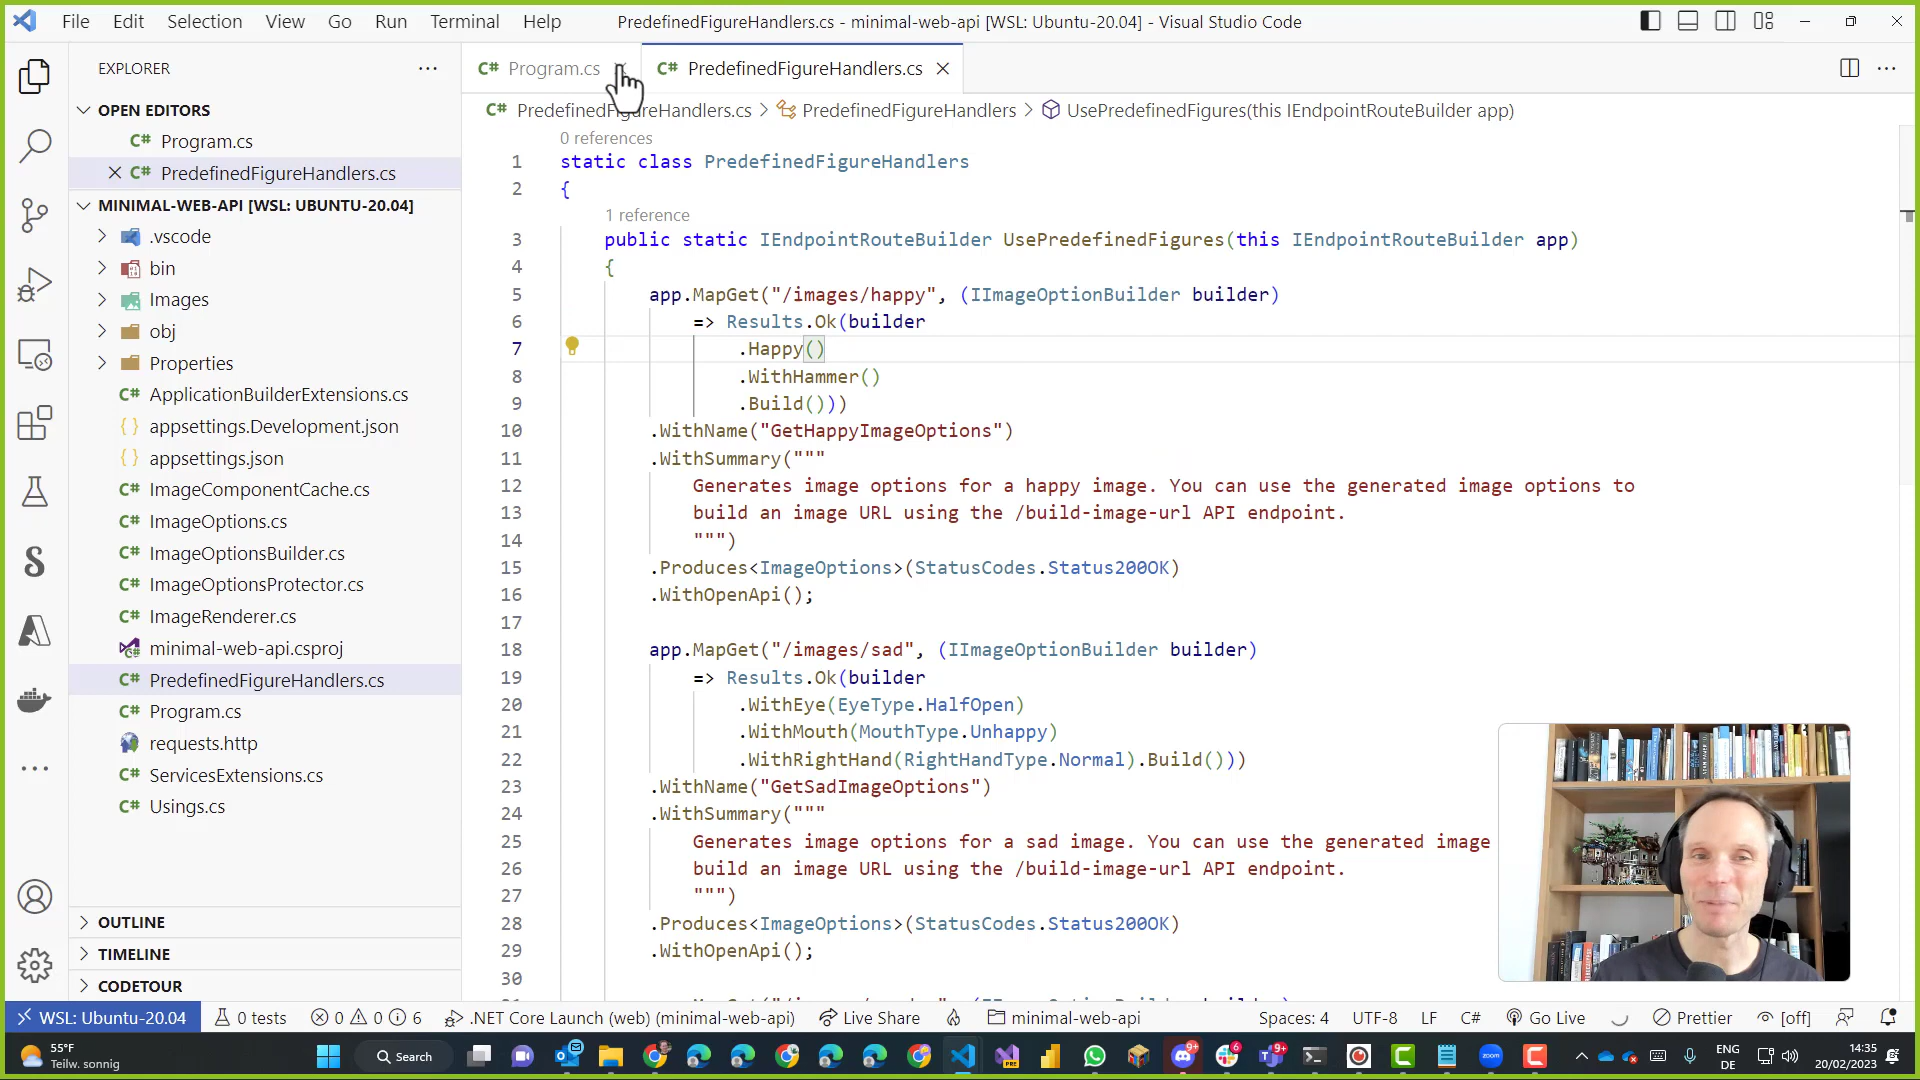 File Edit Selection View Go Run Terminal Help
PredefinedFigureHandlers.cs - minimal-web-api [WSL: Ubuntu-20.04] - Visual Studio Code
EXPLORER
OPEN EDITORS
C# Program.cs
C# PredefinedFigureHandlers.cs
MINIMAL-WEB-API [WSL: UBUNTU-20.04]
.vscode
bin
Images
obj
Properties
C# ApplicationBuilderExtensions.cs
{} appsettings.Development.json
{} appsettings.json
C# ImageComponentCache.cs
C# ImageOptions.cs
C# ImageOptionsBuilder.cs
C# ImageOptionsProtector.cs
C# ImageRenderer.cs
minimal-web-api.csproj
C# PredefinedFigureHandlers.cs
C# Program.cs
requests.http
C# ServicesExtensions.cs
C# Usings.cs
OUTLINE
TIMELINE
CODETOUR
C# Program.cs
C# PredefinedFigureHandlers.cs
C# PredefinedFigureHandlers.cs > PredefinedFigureHandlers > UsePredefinedFigures(this IEndpointRouteBuilder app)
0 references
1 static class PredefinedFigureHandlers
2 {
1 reference
3 public static IEndpointRouteBuilder UsePredefinedFigures(this IEndpointRouteBuilder app)
4 {
5 app.MapGet("/images/happy", (IImageOptionBuilder builder)
6 => Results.Ok(builder
7 .Happy()
8 .WithHammer()
9 .Build()))
10 .WithName("GetHappyImageOptions")
11 .WithSummary("""
12 Generates image options for a happy image. You can use the generated image options to
13 build an image URL using the /build-image-url API endpoint.
14 """)
15 .Produces<ImageOptions>(StatusCodes.Status200OK)
16 .WithOpenApi();
17
18 app.MapGet("/images/sad", (IImageOptionBuilder builder)
19 => Results.Ok(builder
20 .WithEye(EyeType.HalfOpen)
21 .WithMouth(MouthType.Unhappy)
22 .WithRightHand(RightHandType.Normal).Build()))
23 .WithName("GetSadImageOptions")
24 .WithSummary("""
25 Generates image options for a sad image. You can use the generated image
26 build an image URL using the /build-image-url API endpoint.
27 """)
28 .Produces<ImageOptions>(StatusCodes.Status200OK)
29 .WithOpenApi();
30
WSL: Ubuntu-20.04 0 tests 0 0 6 .NET Core Launch (web) (minimal-web-api) Live Share minimal-web-api Spaces: 4 UTF-8 LF C# Go Live Prettier [off]
55°F
Teilw. sonnig
Search
ENG
DE
14:35
20/02/2023